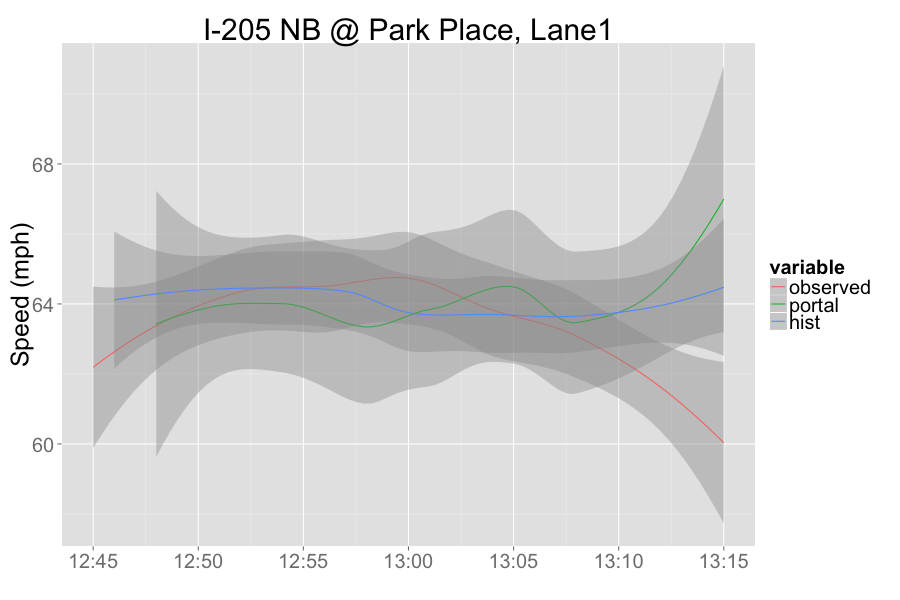 I-205 NB @ Park Place, Lane1
Speed (mph)
68
64
60
12:45 12:50 12:55 13:00 13:05 13:10 13:15
variable
observed
portal
hist